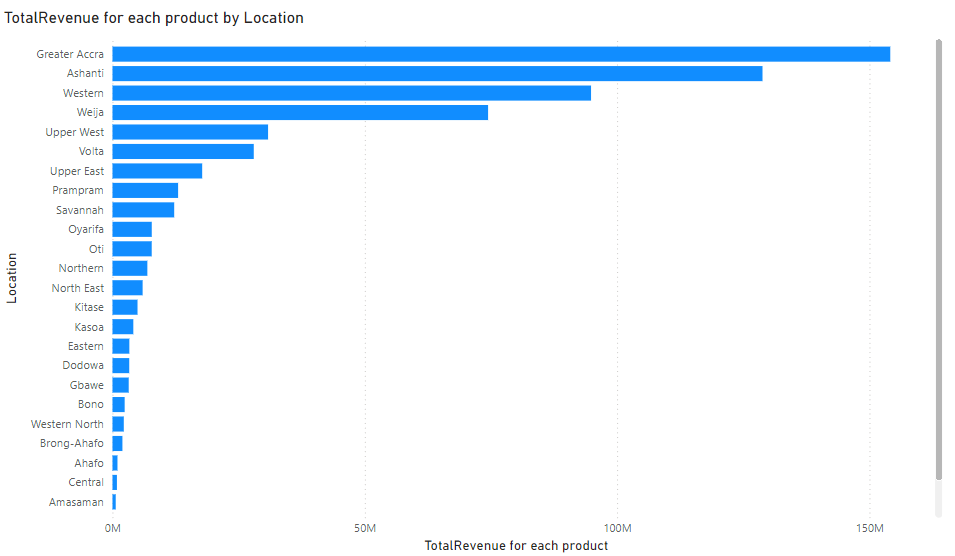 TotalRevenue for each product by Location
Greater Accra
Ashanti
Western
Weija
Upper West
Volta
Upper East
Prampram
Savannah
Oyarifa
Oti
Northern
North East
Kitase
Kasoa
Eastern
Dodowa
Gbawe
Bono
Western North
Brong-Ahafo
Ahafo
Central
Amasaman
Location
0M 50M 100M 150M
TotalRevenue for each product